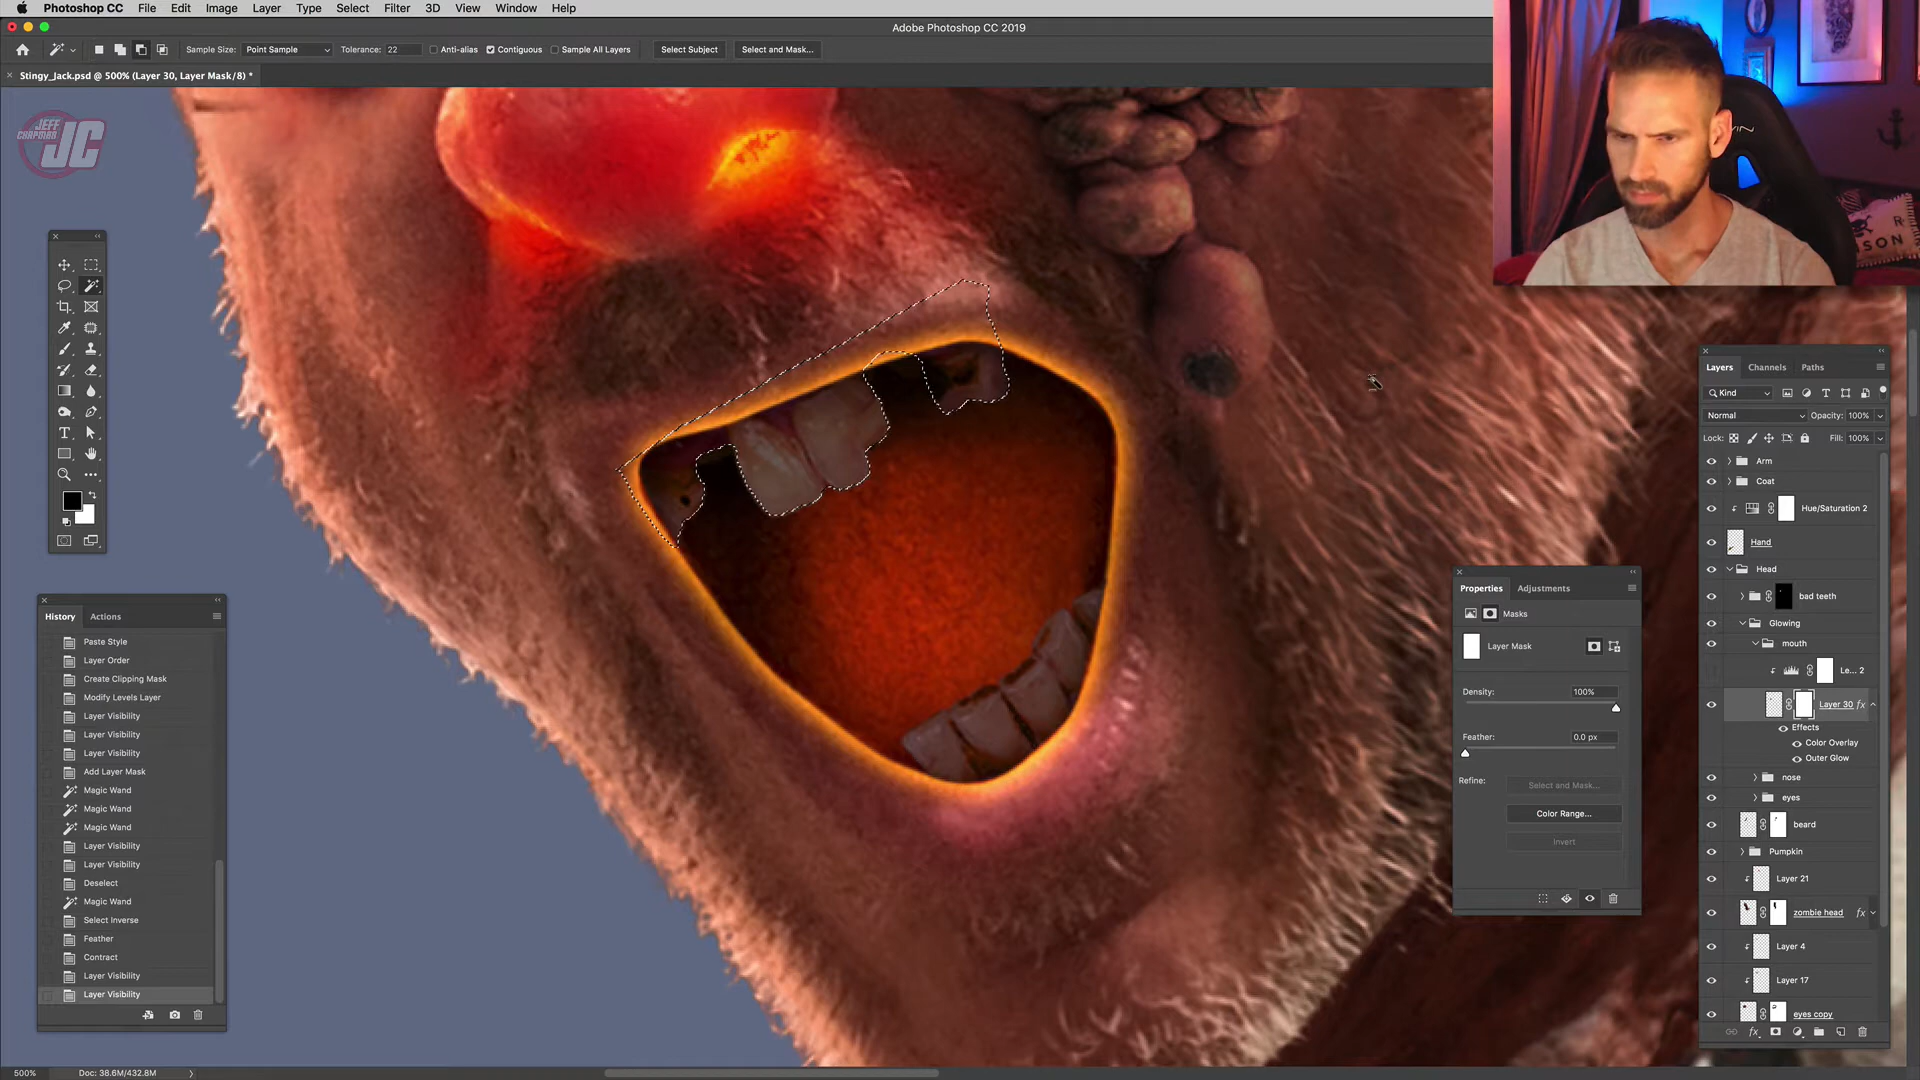 Photoshop CC File Edit Image Layer Type Select Filter 3D View Window Help
Adobe Photoshop CC 2019
Sample Size: Point Sample Tolerance: 22 Anti-alias Contiguous Sample All Layers Select Subject Select and Mask...
Stingy_Jack.psd @ 500% (Layer 30, Layer Mask/8) *
JEFF
CHAPMAN
JC
History Actions
Paste Style
Layer Order
Create Clipping Mask
Modify Levels Layer
Layer Visibility
Layer Visibility
Layer Visibility
Add Layer Mask
Magic Wand
Magic Wand
Magic Wand
Layer Visibility
Layer Visibility
Deselect
Magic Wand
Select Inverse
Feather
Contract
Layer Visibility
Layer Visibility
Properties Adjustments
Masks
Layer Mask
Density: 100%
Feather: 0.0 px
Refine: Select and Mask...
Color Range...
Invert
Layers Channels Paths
Kind
Normal Opacity: 100%
Lock: Fill: 100%
Arm
Coat
Hue/Saturation 2
Hand
Head
bad teeth
Glowing
mouth
Le... 2
Layer 30 fx
Effects
Color Overlay
Outer Glow
nose
eyes
beard
Pumpkin
Layer 21
zombie head fx
Layer 4
Layer 17
eyes copy
500% Doc: 38.6M/432.8M